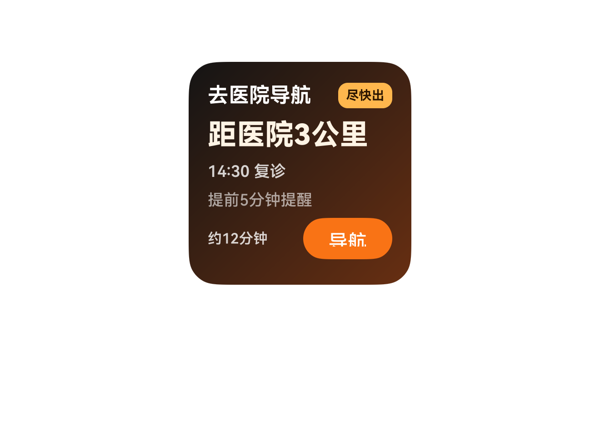 去医院导航
尽快出
距医院3公里
14:30 复诊
提前5分钟提醒
约12分钟
导航